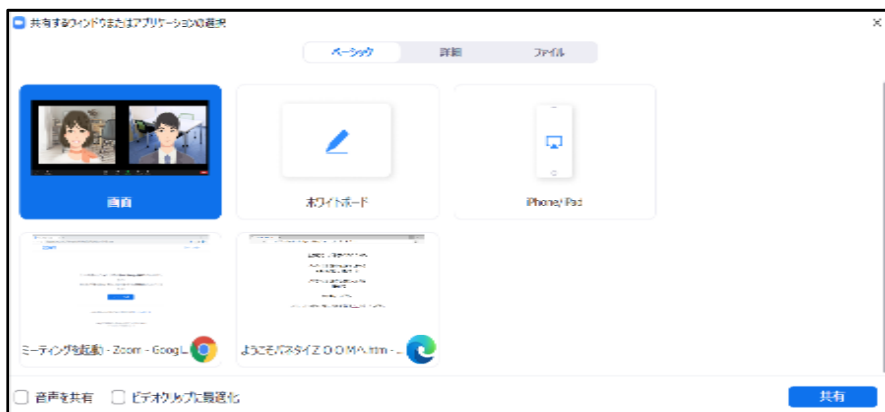 共有するウィンドウまたはアプリケーションの選択
ベーシック 詳細 ファイル
画面 ホワイトボード iPhone/iPad
ミーティングを起動 - Zoom - Googl...
ようこそパネタイZOOMへ.htm - ...
音声を共有 ビデオクリップに最適化 共有